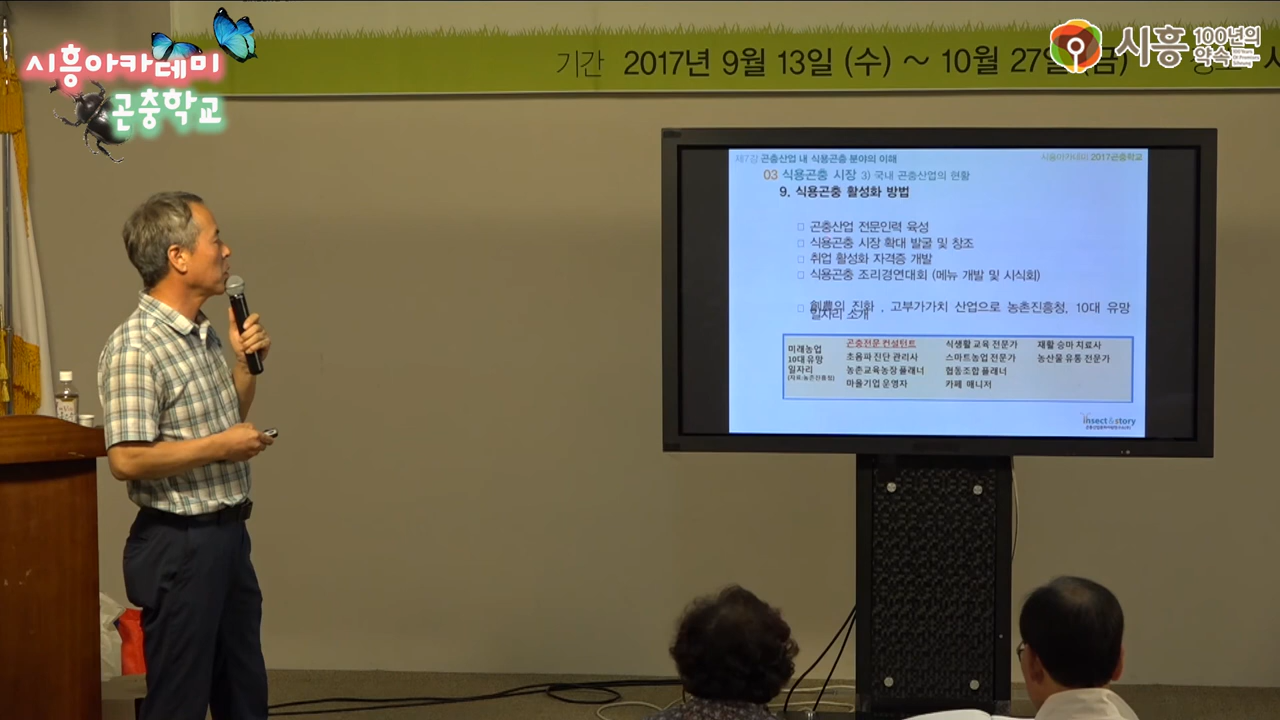 시흥아카데미
곤충학교
기간 2017년 9월 13일 (수) ~ 10월 27일 (금)
시흥 100년의 약속
제7강 곤충산업 내 식용곤충 분야의 이해
시흥아카데미 2017곤충학교
03 식용곤충 시장 3) 국내 곤충산업의 현황
9. 식용곤충 활성화 방법
□ 곤충산업 전문인력 육성
□ 식용곤충 시장 확대 발굴 및 창조
□ 취업 활성화 자격증 개발
□ 식용곤충 조리경연대회 (메뉴 개발 및 시식회)
□ 創農의 진화 , 고부가가치 산업으로 농촌진흥청, 10대 유망
일자리 소개
미래농업
10대 유망
일자리
(자료:농촌진흥청)
곤충전문 컨설턴트
초음파 진단 관리사
농촌교육농장 플래너
마을기업 운영자
식생활 교육 전문가
스마트농업 전문가
협동조합 플래너
카페 매니저
재활 승마 치료사
농산물 유통 전문가
insect & story